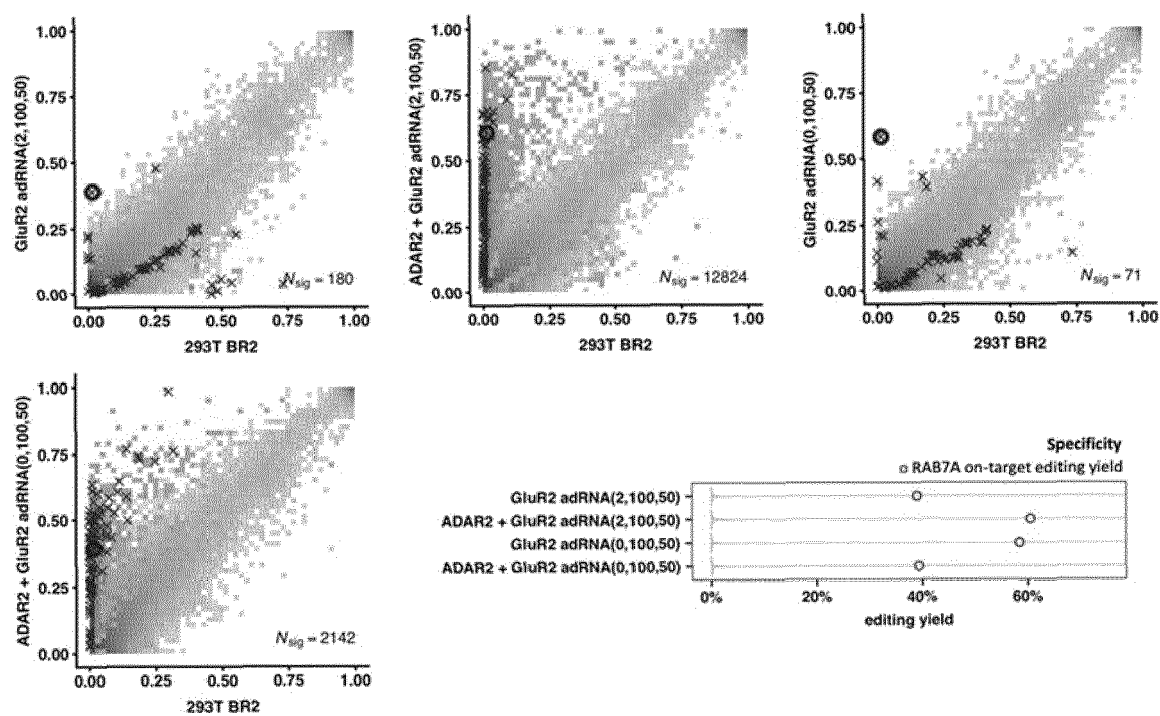 GluR2 adRNA(2,100,50)
1.00
0.75
0.50
0.25
0.00
N_sig = 180
0.00 0.25 0.50 0.75 1.00
293T BR2
ADAR2 + GluR2 adRNA(2,100,50)
1.00
0.75
0.50
0.25
0.00
N_sig = 12824
0.00 0.25 0.50 0.75 1.00
293T BR2
GluR2 adRNA(0,100,50)
1.00
0.75
0.50
0.25
0.00
N_sig = 71
0.00 0.25 0.50 0.75 1.00
293T BR2
ADAR2 + GluR2 adRNA(0,100,50)
1.00
0.75
0.50
0.25
0.00
N_sig = 2142
0.00 0.25 0.50 0.75 1.00
293T BR2
Specificity
RAB7A on-target editing yield
GluR2 adRNA(2,100,50)
ADAR2 + GluR2 adRNA(2,100,50)
GluR2 adRNA(0,100,50)
ADAR2 + GluR2 adRNA(0,100,50)
0% 20% 40% 60%
editing yield